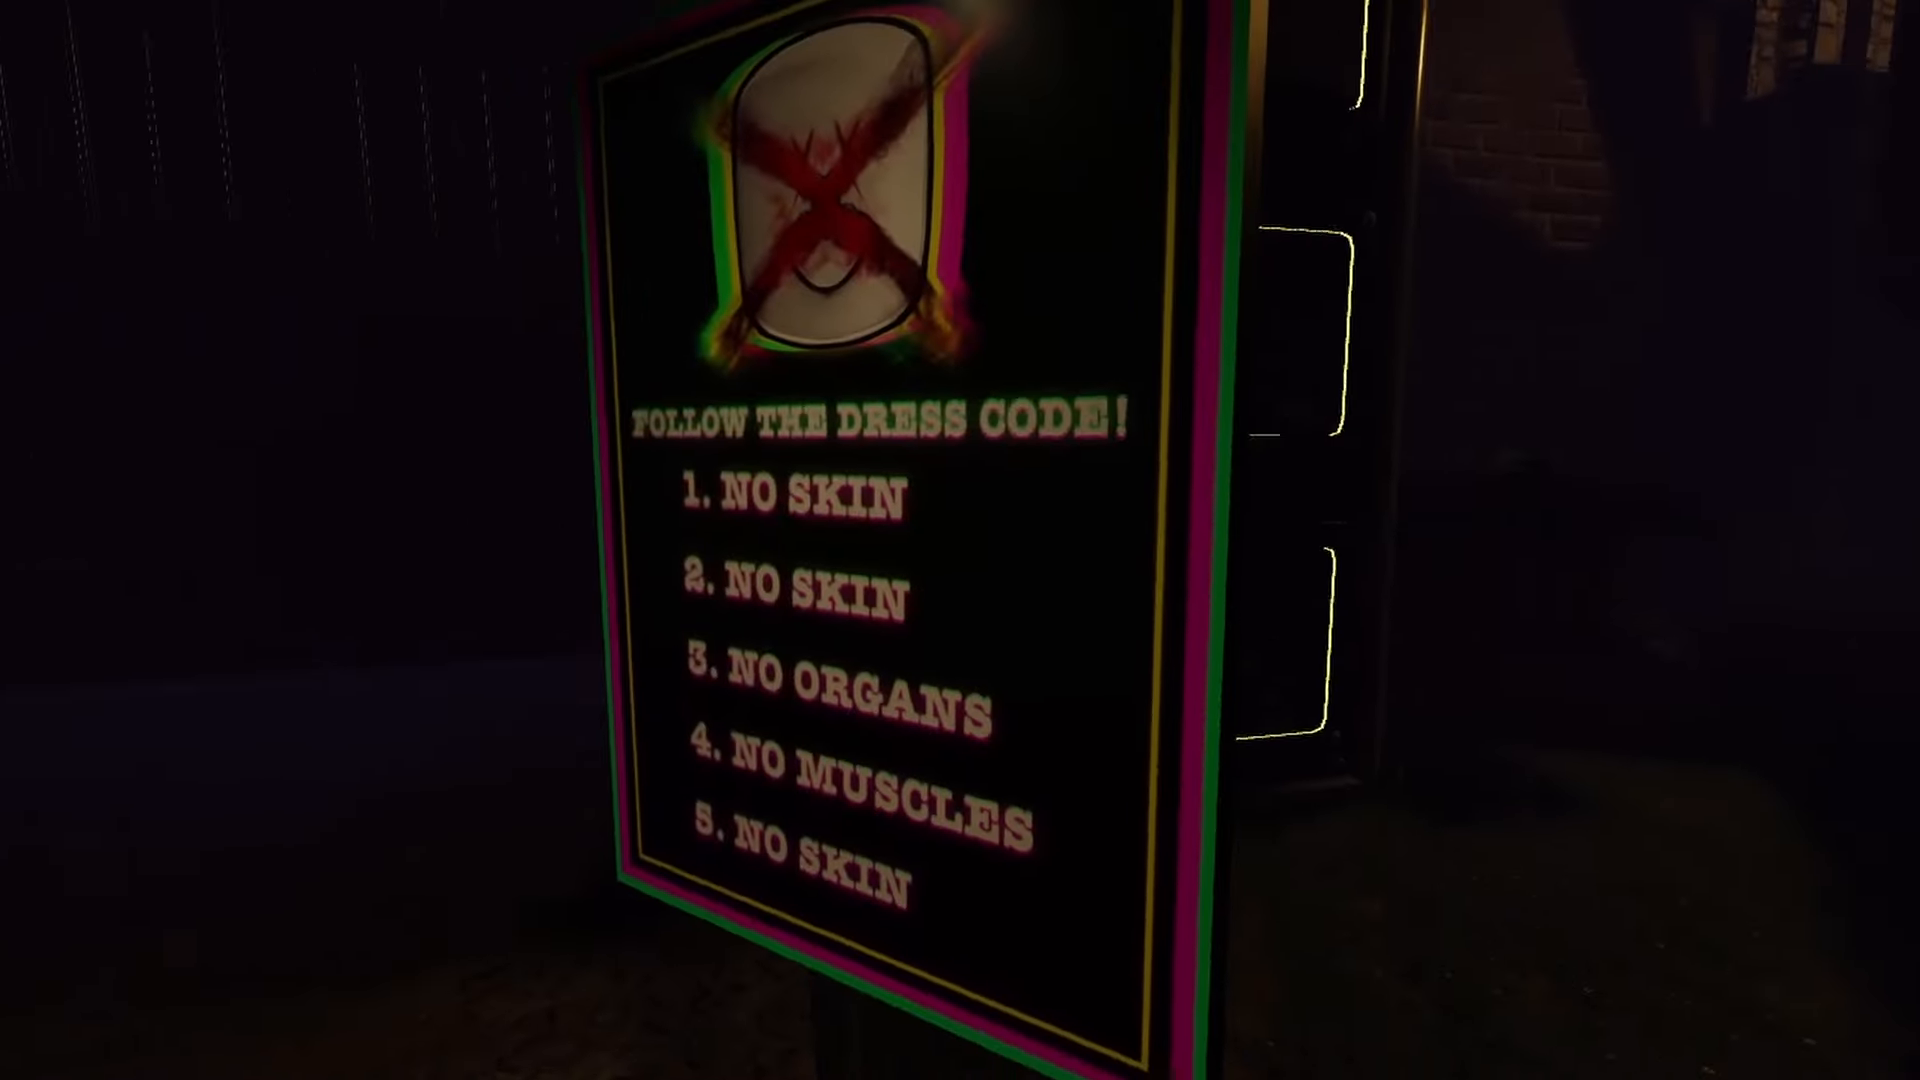 FOLLOW THE DRESS CODE!
1. NO SKIN
2. NO SKIN
3. NO ORGANS
4. NO MUSCLES
5. NO SKIN